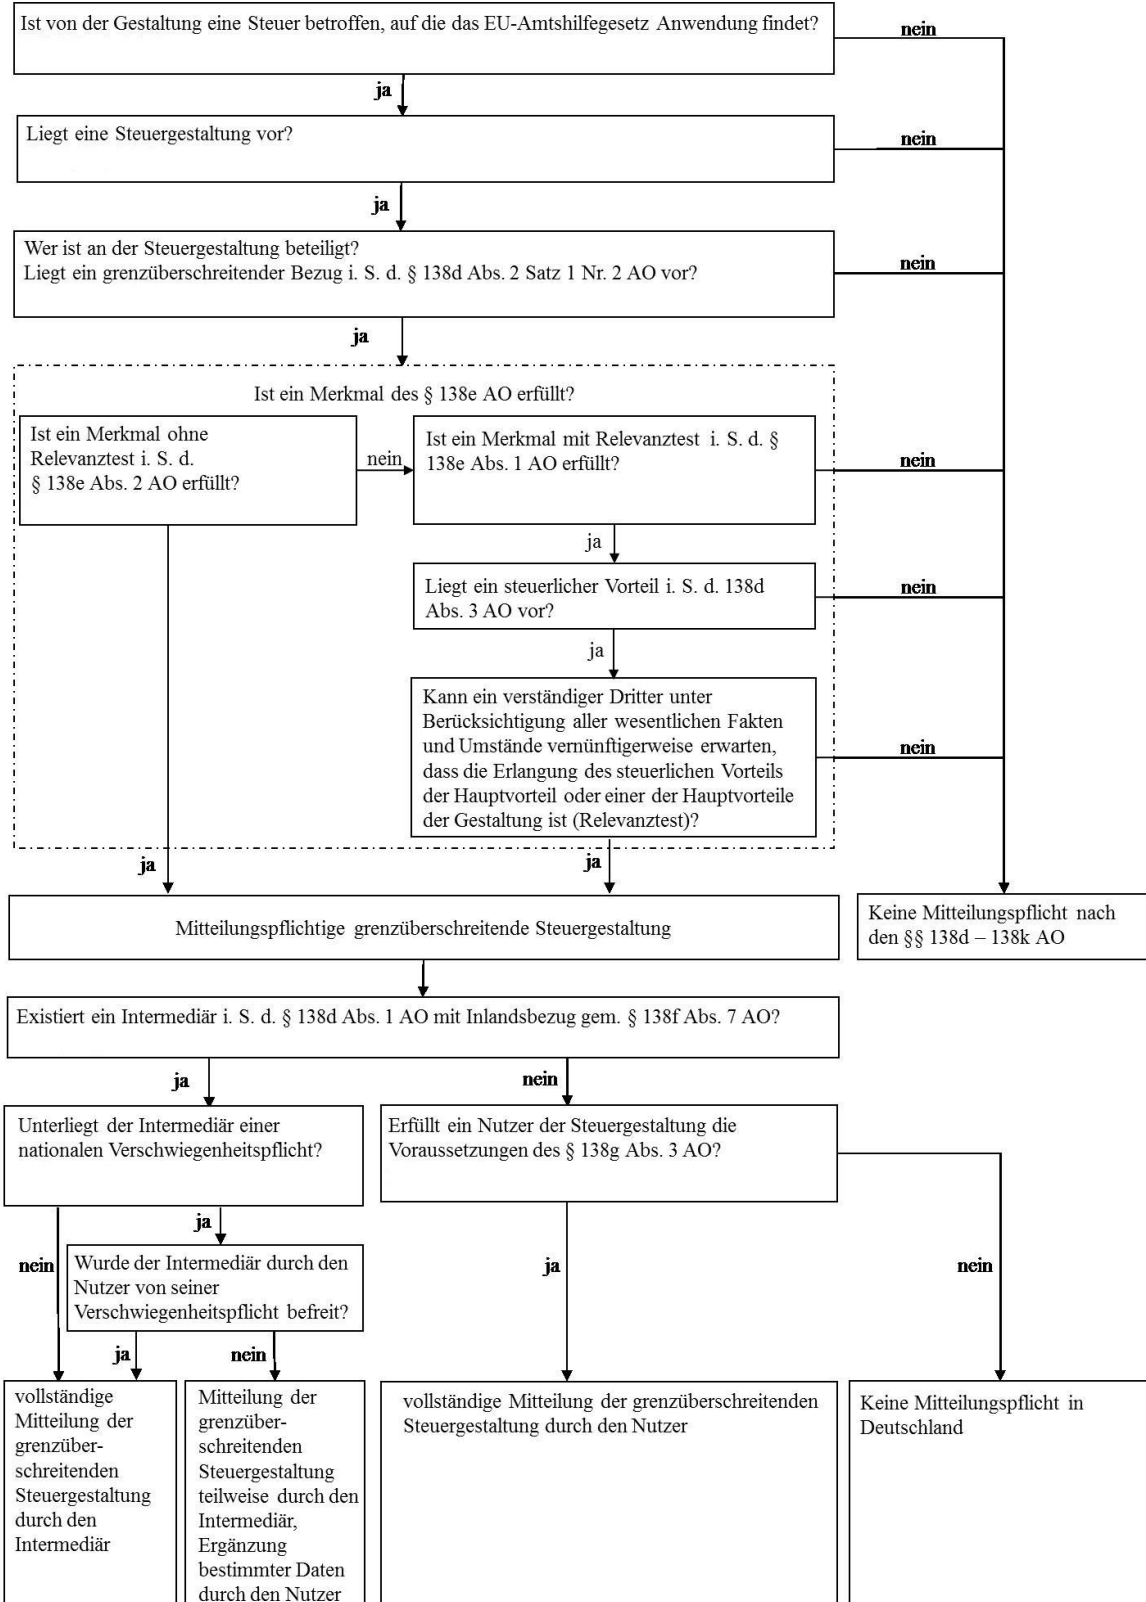 Ist von der Gestaltung eine Steuer betroffen, auf die das EU-Amtshilfegesetz Anwendung findet?
nein
ja
Liegt eine Steuergestaltung vor?
nein
ja
Wer ist an der Steuergestaltung beteiligt?
Liegt ein grenzüberschreitender Bezug i. S. d. § 138d Abs. 2 Satz 1 Nr. 2 AO vor?
nein
ja
Ist ein Merkmal des § 138e AO erfüllt?
Ist ein Merkmal ohne
Relevanztest i. S. d.
§ 138e Abs. 2 AO erfüllt?
nein
Ist ein Merkmal mit Relevanztest i. S. d. §
138e Abs. 1 AO erfüllt?
nein
ja
Liegt ein steuerlicher Vorteil i. S. d. 138d
Abs. 3 AO vor?
nein
ja
Kann ein verständiger Dritter unter
Berücksichtigung aller wesentlichen Fakten
und Umstände vernünftigerweise erwarten,
dass die Erlangung des steuerlichen Vorteils
der Hauptvorteil oder einer der Hauptvorteile
der Gestaltung ist (Relevanztest)?
nein
ja
ja
Mitteilungspflichtige grenzüberschreitende Steuergestaltung
Keine Mitteilungspflicht nach
den §§ 138d – 138k AO
Existiert ein Intermediär i. S. d. § 138d Abs. 1 AO mit Inlandsbezug gem. § 138f Abs. 7 AO?
ja
nein
Unterliegt der Intermediär einer
nationalen Verschwiegenheitspflicht?
Erfüllt ein Nutzer der Steuergestaltung die
Voraussetzungen des § 138g Abs. 3 AO?
ja
nein
Wurde der Intermediär durch den
Nutzer von seiner
Verschwiegenheitspflicht befreit?
ja
nein
ja
nein
vollständige
Mitteilung der
grenzüber-
schreitenden
Steuergestaltung
durch den
Intermediär
Mitteilung der
grenzüber-
schreitenden
Steuergestaltung
teilweise durch den
Intermediär,
Ergänzung
bestimmter Daten
durch den Nutzer
vollständige Mitteilung der grenzüberschreitenden
Steuergestaltung durch den Nutzer
Keine Mitteilungspflicht in
Deutschland